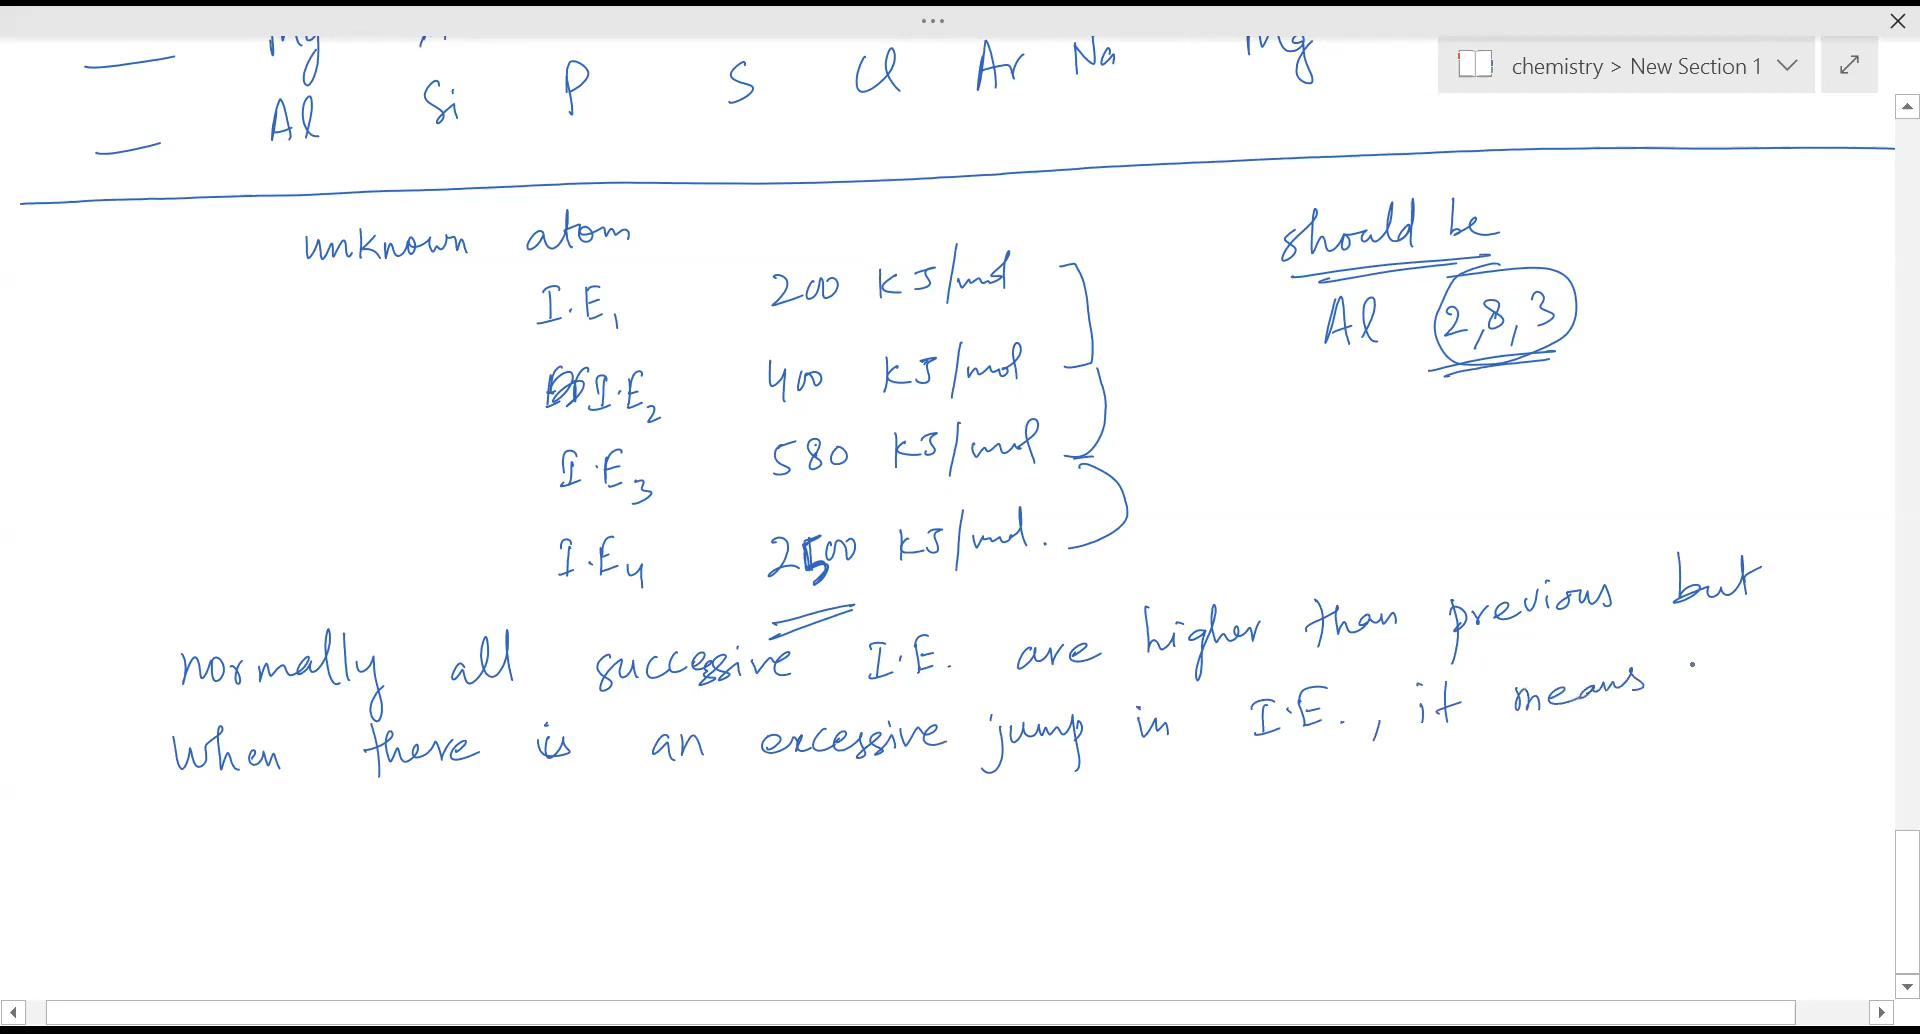 ...
Mg
Ar Na Mg
chemistry > New Section 1
Al Si P S Cl
unknown atom
should be
I.E1 200 KJ/mol
Al 2,8,3
I.E2 400 KJ/mol
I.E3 580 KJ/mol
I.E4 2500 KJ/mol.
normally all successive I.E. are higher than previous but
When there is an excessive jump in I.E., it means